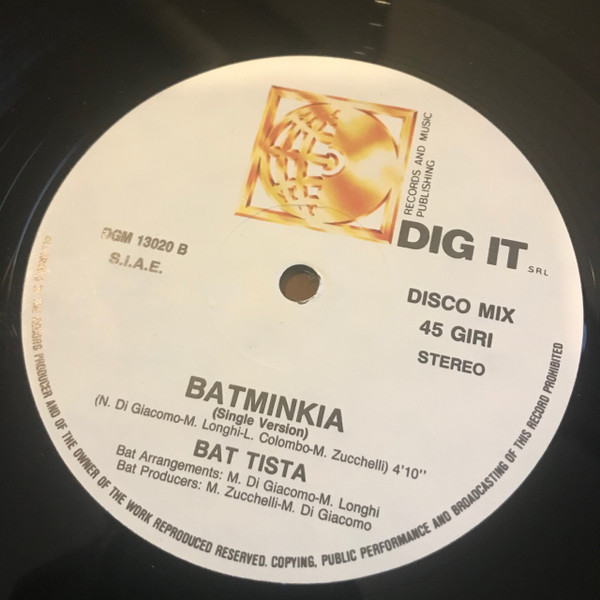 RECORDS AND MUSIC
PUBLISHING
DIG IT SRL
DGM 13020 B
S.I.A.E.
DISCO MIX
45 GIRI
STEREO
BATMINKIA
(Single Version)
(N. Di Giacomo-M. Longhi-L. Colombo-M. Zucchelli) 4'10"
BAT TISTA
Bat Arrangements: M. Di Giacomo-M. Longhi
Bat Producers: M. Zucchelli-M. Di Giacomo
PRODUCER AND OF THE OWNER OF THE WORK REPRODUCED RESERVED. COPYING, PUBLIC PERFORMANCE AND BROADCASTING OF THIS RECORD PROHIBITED